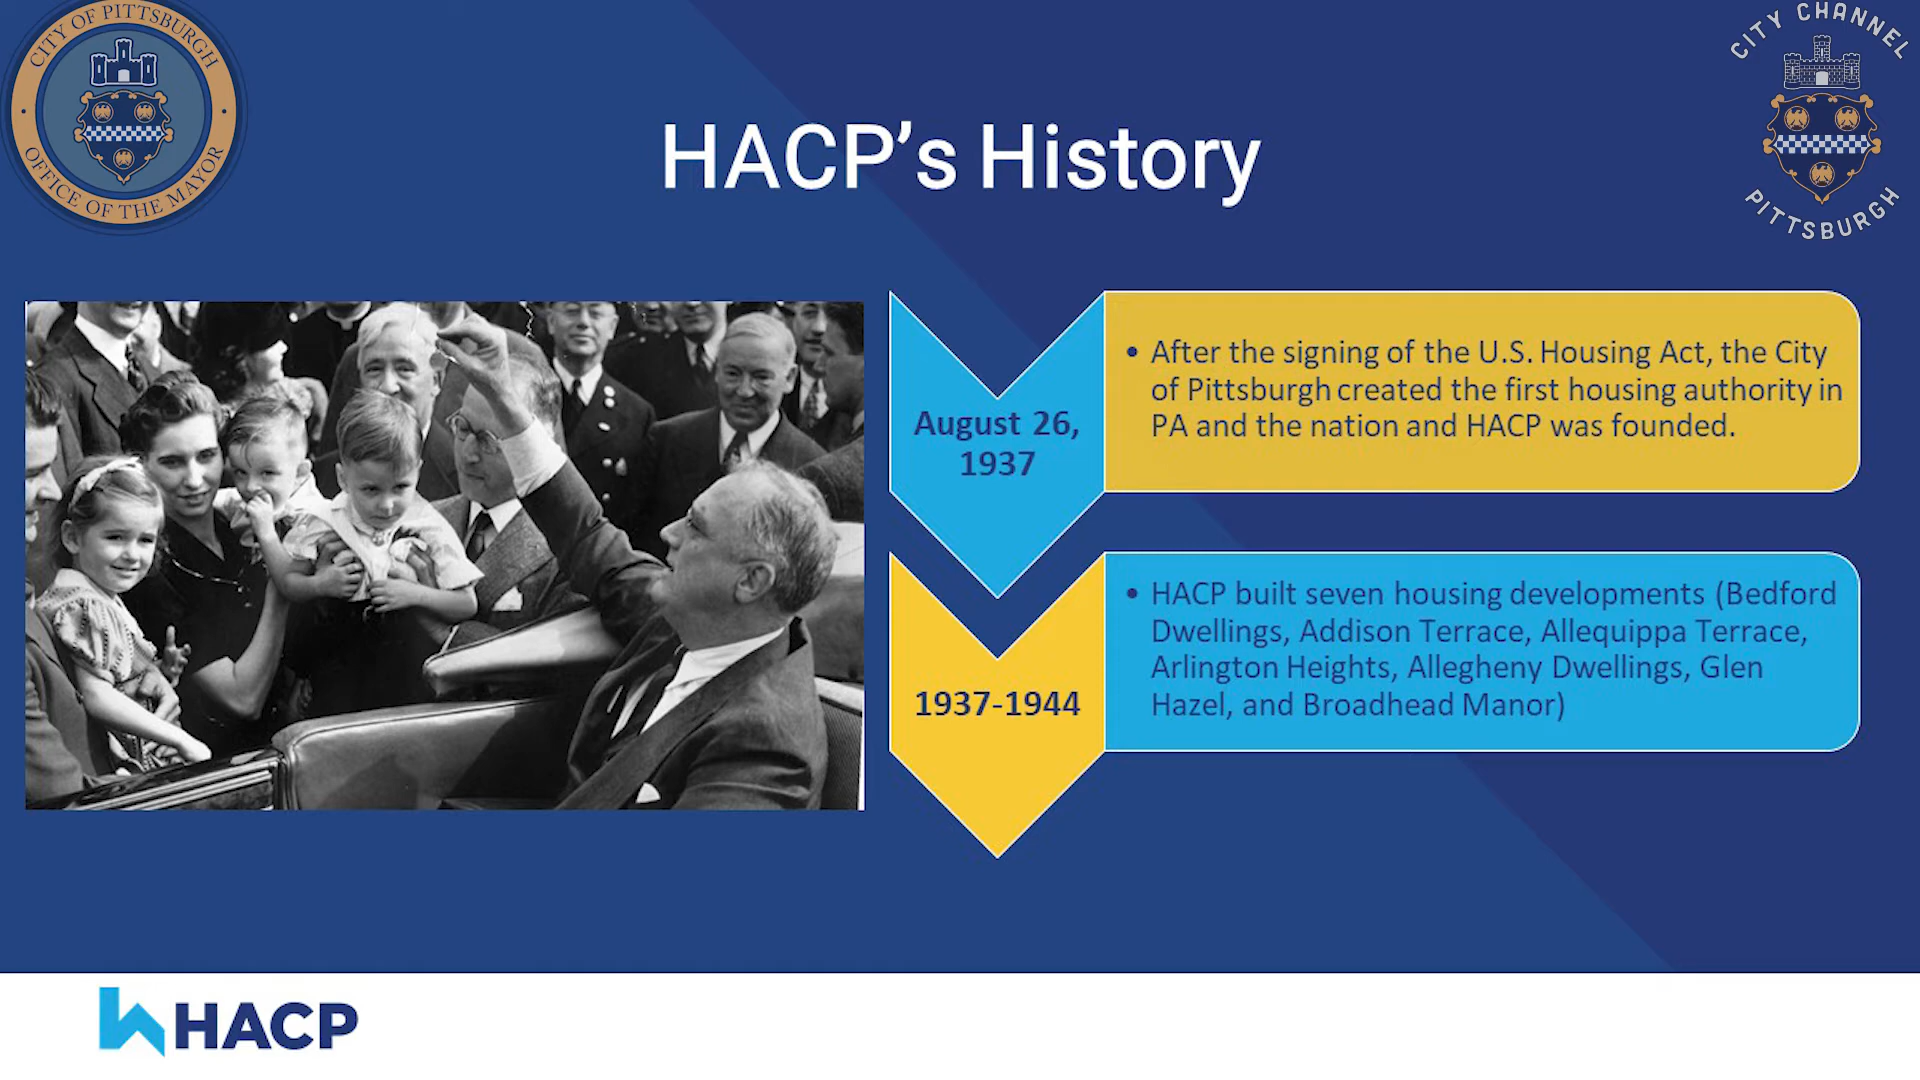 CITY OF PITTSBURGH
OFFICE OF THE MAYOR
CITY CHANNEL
PITTSBURGH
HACP's History
August 26,
1937
• After the signing of the U.S. Housing Act, the City
of Pittsburgh created the first housing authority in
PA and the nation and HACP was founded.
1937-1944
• HACP built seven housing developments (Bedford
Dwellings, Addison Terrace, Allequippa Terrace,
Arlington Heights, Allegheny Dwellings, Glen
Hazel, and Broadhead Manor)
HACP